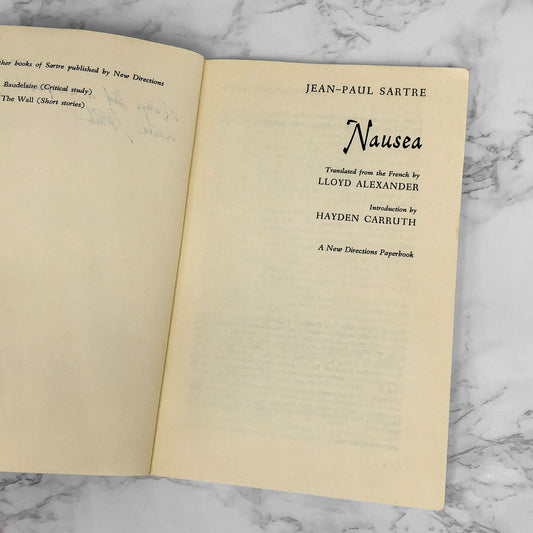 ther books of Sartre published by New Directions
Baudelaire (Critical study)
The Wall (Short stories)
JEAN-PAUL SARTRE
Nausea
Translated from the French by
LLOYD ALEXANDER
Introduction by
HAYDEN CARRUTH
A New Directions Paperbook